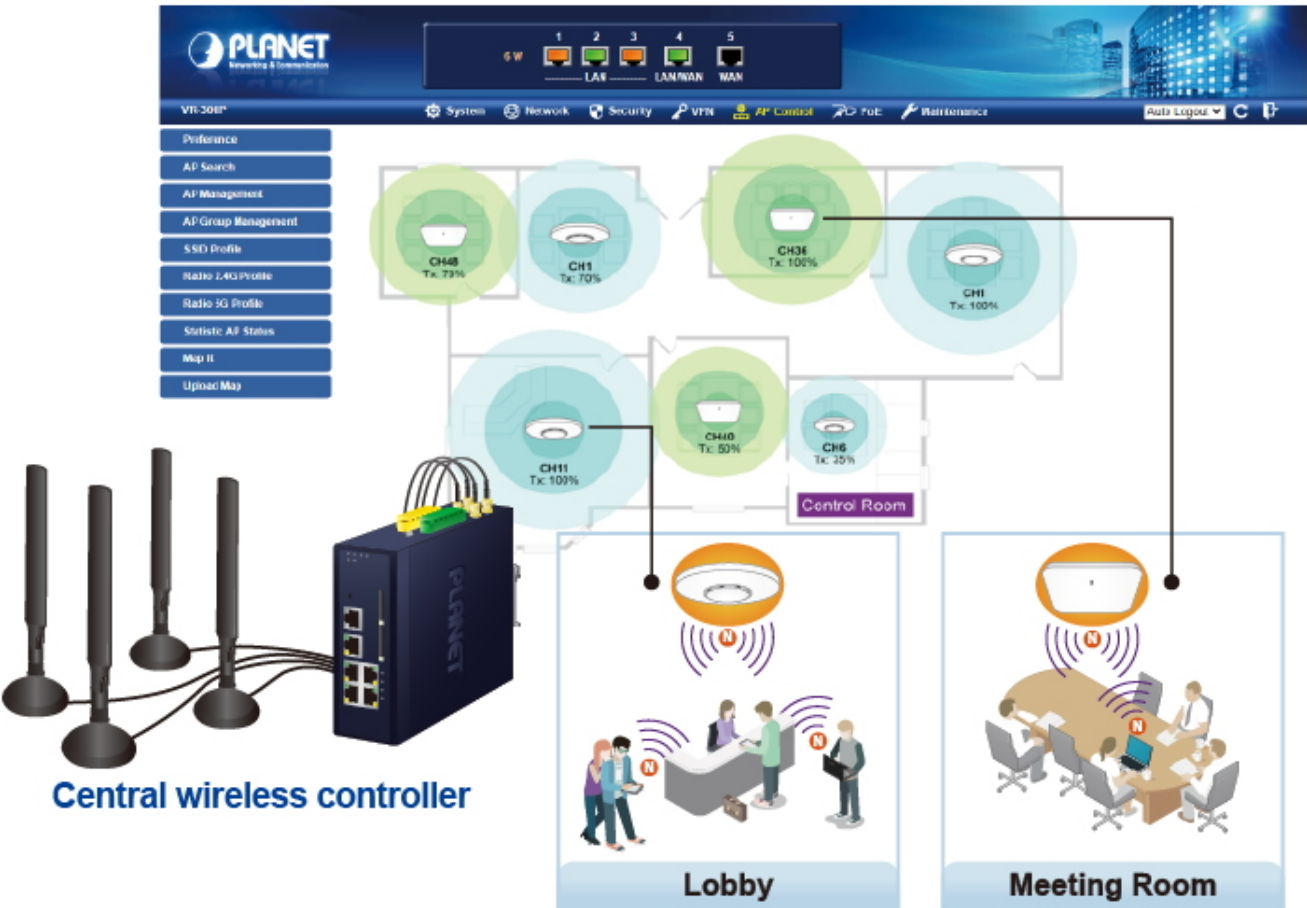 PLANET
Networking & Communication
1 2 3 4 5
6 W
LAN LAN/WAN WAN
System Network Security VPN AP Control PoE Maintenance
Auto Logout
Preference
AP Search
AP Management
AP Group Management
SSID Profile
Radio 2.4G Profile
Radio 5G Profile
Statistic AP Status
Map It
Upload Map
CH36
Tx: 100%
CH48
Tx: 70%
CH1
Tx: 70%
CH1
Tx: 100%
CH40
Tx: 50%
CH6
Tx: 35%
CH11
Tx: 100%
Control Room
PLANET
N
N
N
N
N
Central wireless controller
Lobby
Meeting Room